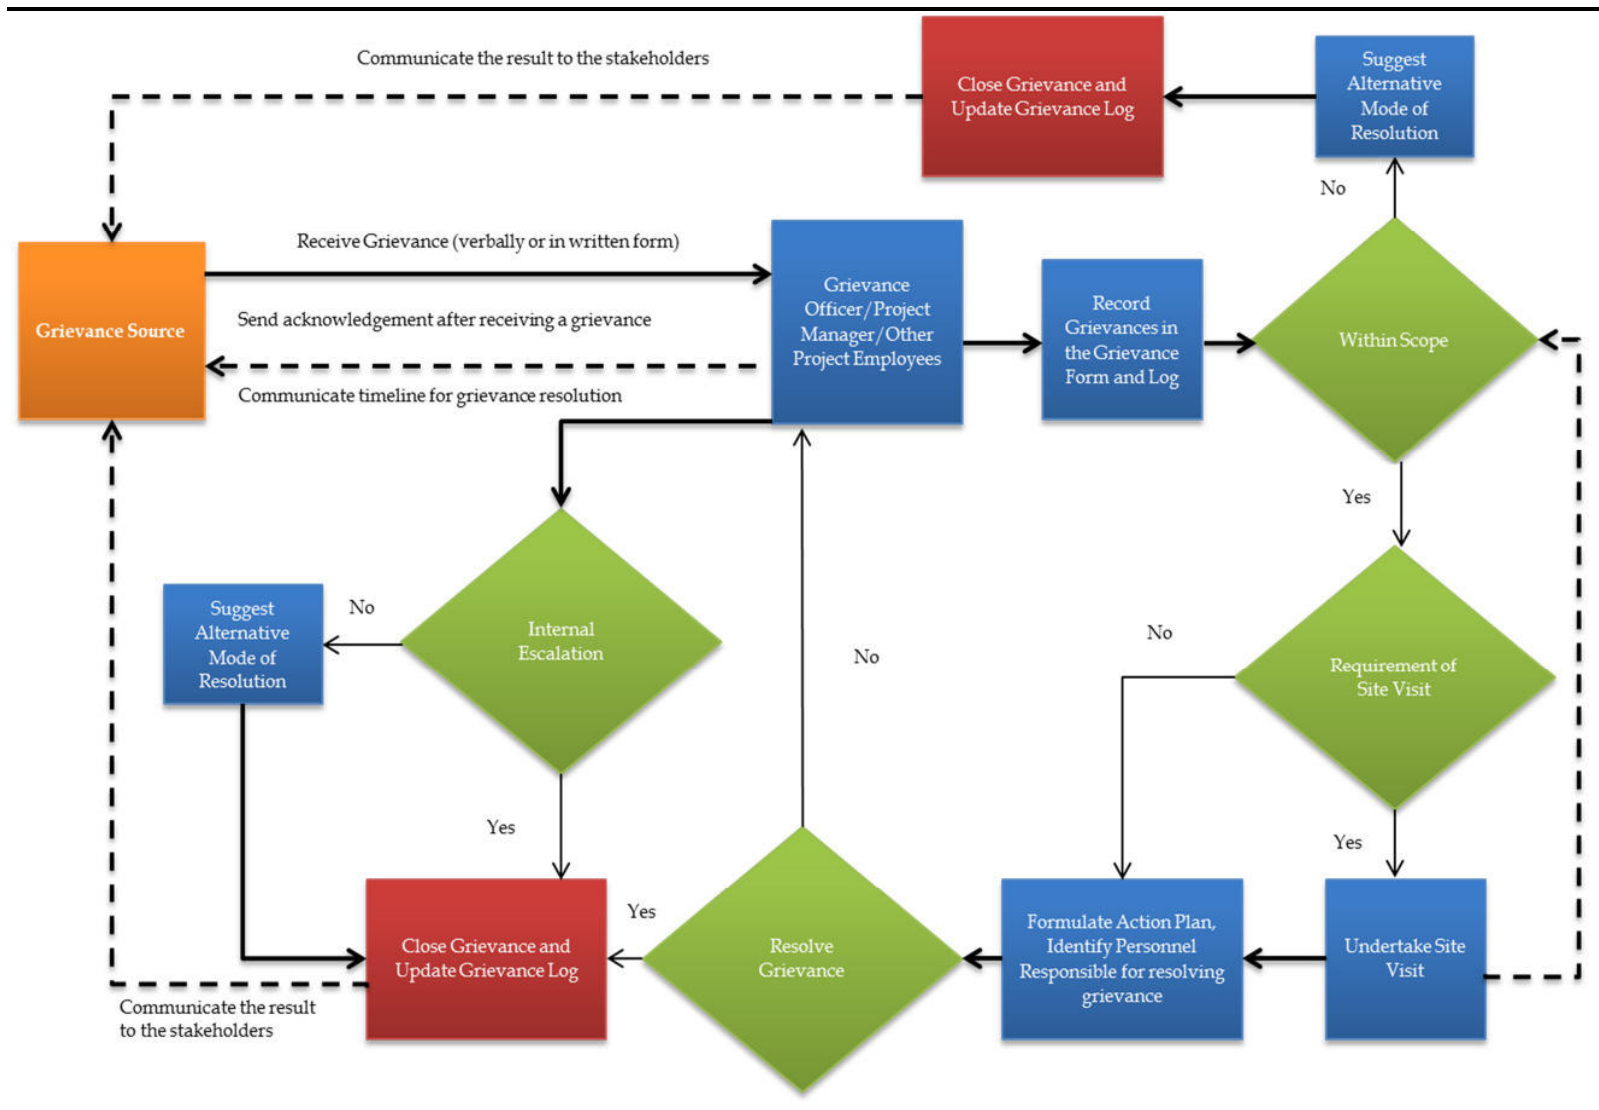 Communicate the result to the stakeholders
Close Grievance and
Update Grievance Log
Suggest
Alternative
Mode of
Resolution
No
Receive Grievance (verbally or in written form)
Grievance Source
Send acknowledgement after receiving a grievance
Communicate timeline for grievance resolution
Grievance
Officer/Project
Manager/Other
Project Employees
Record
Grievances in
the Grievance
Form and Log
Within Scope
Yes
Suggest
Alternative
Mode of
Resolution
No
Internal
Escalation
No
No
Requirement of
Site Visit
Yes
Yes
Close Grievance and
Update Grievance Log
Yes
Resolve
Grievance
Formulate Action Plan,
Identify Personnel
Responsible for resolving
grievance
Undertake Site
Visit
Communicate the result
to the stakeholders